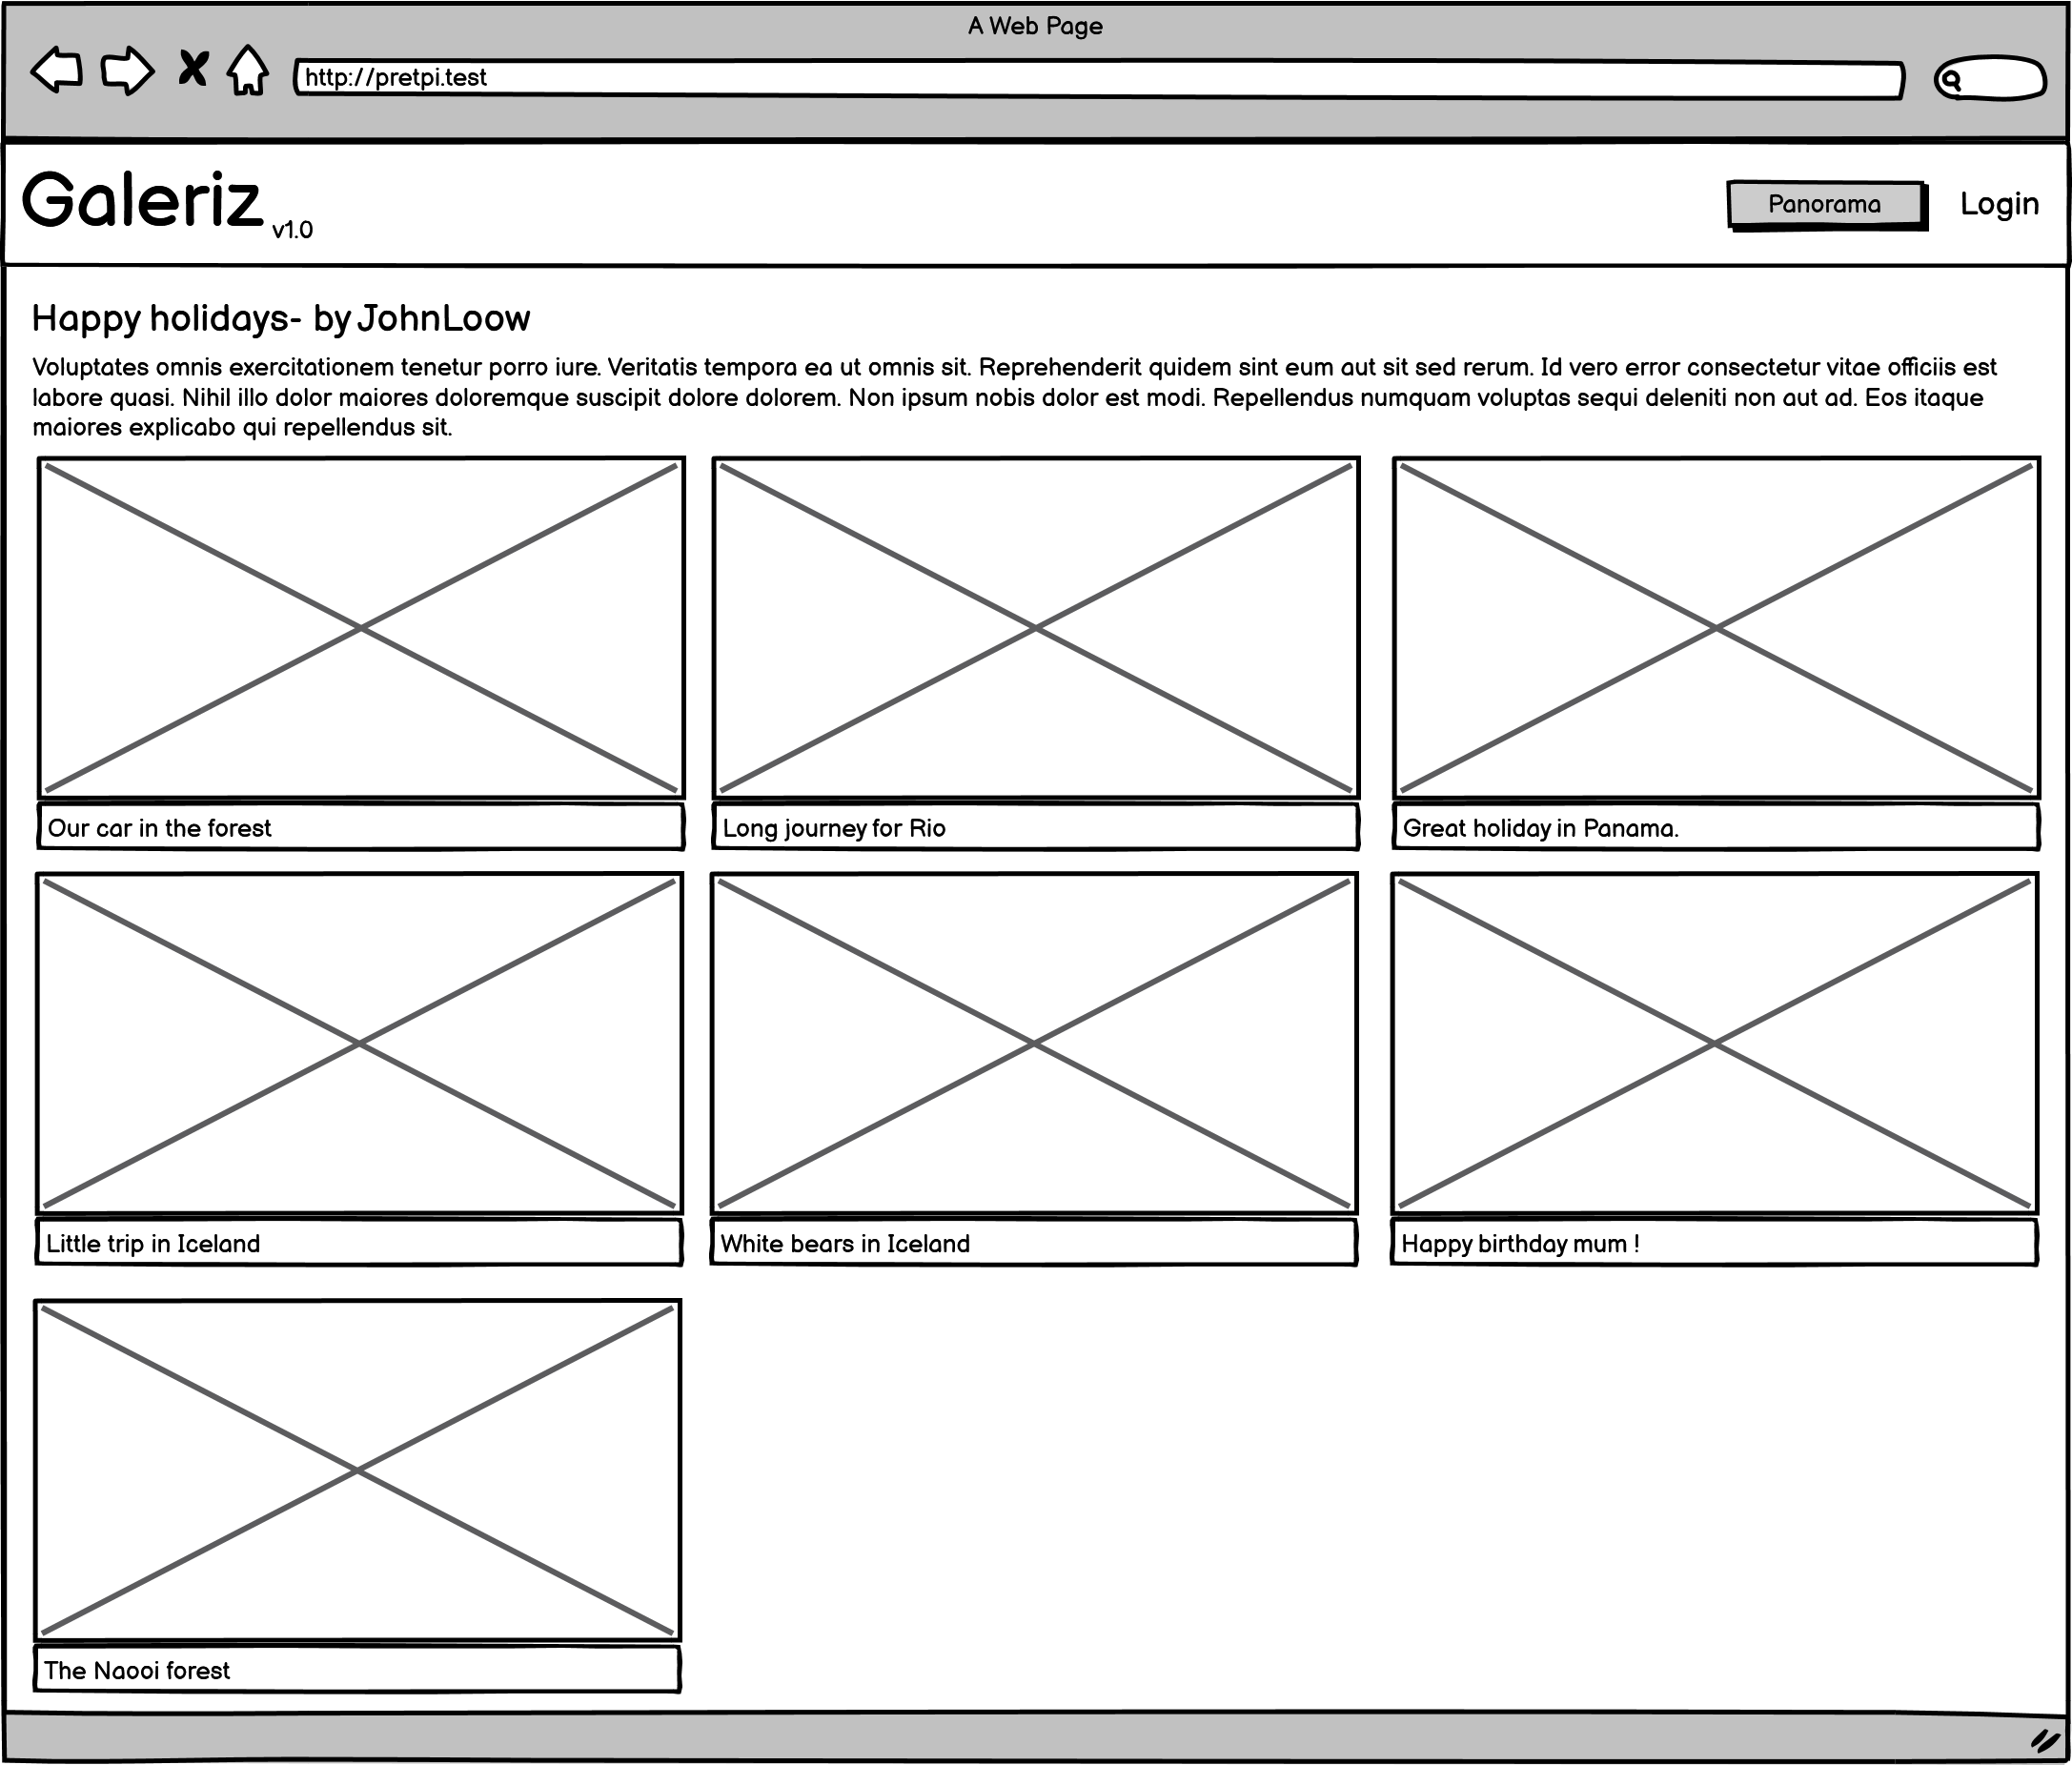 A Web Page
http://pretpi.test
Galeriz v1.0
Panorama
Login
Happy holidays- by JohnLoow
Voluptates omnis exercitationem tenetur porro iure. Veritatis tempora ea ut omnis sit. Reprehenderit quidem sint eum aut sit sed rerum. Id vero error consectetur vitae officiis est
labore quasi. Nihil illo dolor maiores doloremque suscipit dolore dolorem. Non ipsum nobis dolor est modi. Repellendus numquam voluptas sequi deleniti non aut ad. Eos itaque
maiores explicabo qui repellendus sit.
Our car in the forest
Long journey for Rio
Great holiday in Panama.
Little trip in Iceland
White bears in Iceland
Happy birthday mum !
The Naooi forest